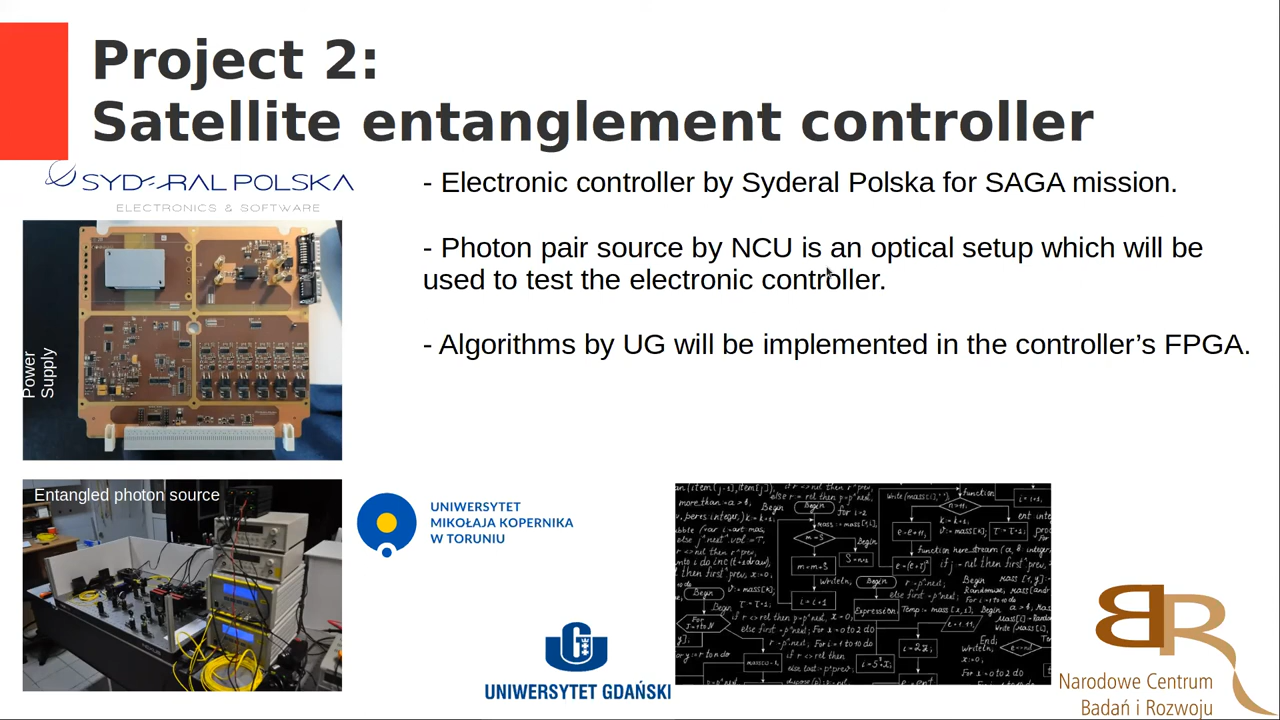 Project 2:
Satellite entanglement controller
SYDERAL POLSKA
ELECTRONICS & SOFTWARE
- Electronic controller by Syderal Polska for SAGA mission.
- Photon pair source by NCU is an optical setup which will be
used to test the electronic controller.
- Algorithms by UG will be implemented in the controller’s FPGA.
Power
Supply
Entangled photon source
UNIWERSYTET
MIKOŁAJA KOPERNIKA
W TORUNIU
UNIWERSYTET GDAŃSKI
BR
Narodowe Centrum
Badań i Rozwoju